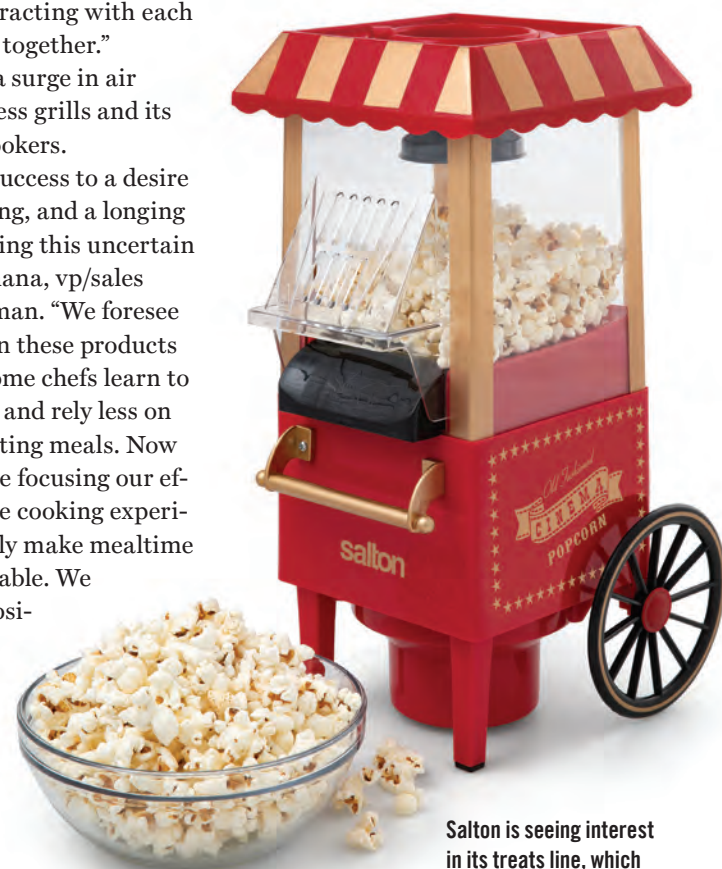 racting with each
together.”
a surge in air
ess grills and its
ookers.
uccess to a desire
ng, and a longing
ing this uncertain
iana, vp/sales
man. “We foresee
n these products
ome chefs learn to
and rely less on
ting meals. Now
e focusing our ef-
e cooking experi-
ly make mealtime
able. We
osi-
Old Fashioned
CINEMA
POPCORN
salton
Salton is seeing interest
in its treats line, which